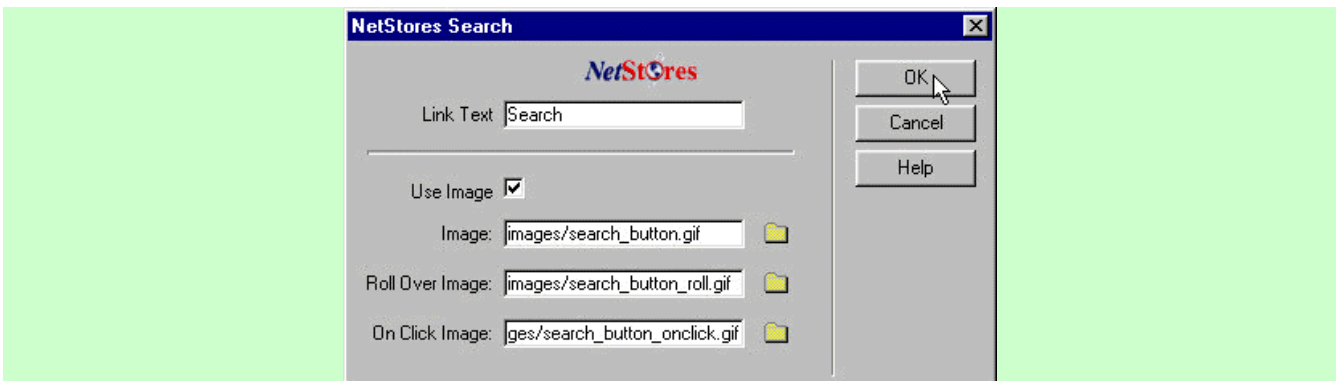 NetStores Search
NetStores
OK
Link Text Search
Cancel
Help
Use Image
Image: images/search_button.gif
Roll Over Image: images/search_button_roll.gif
On Click Image: ges/search_button_onclick.gif